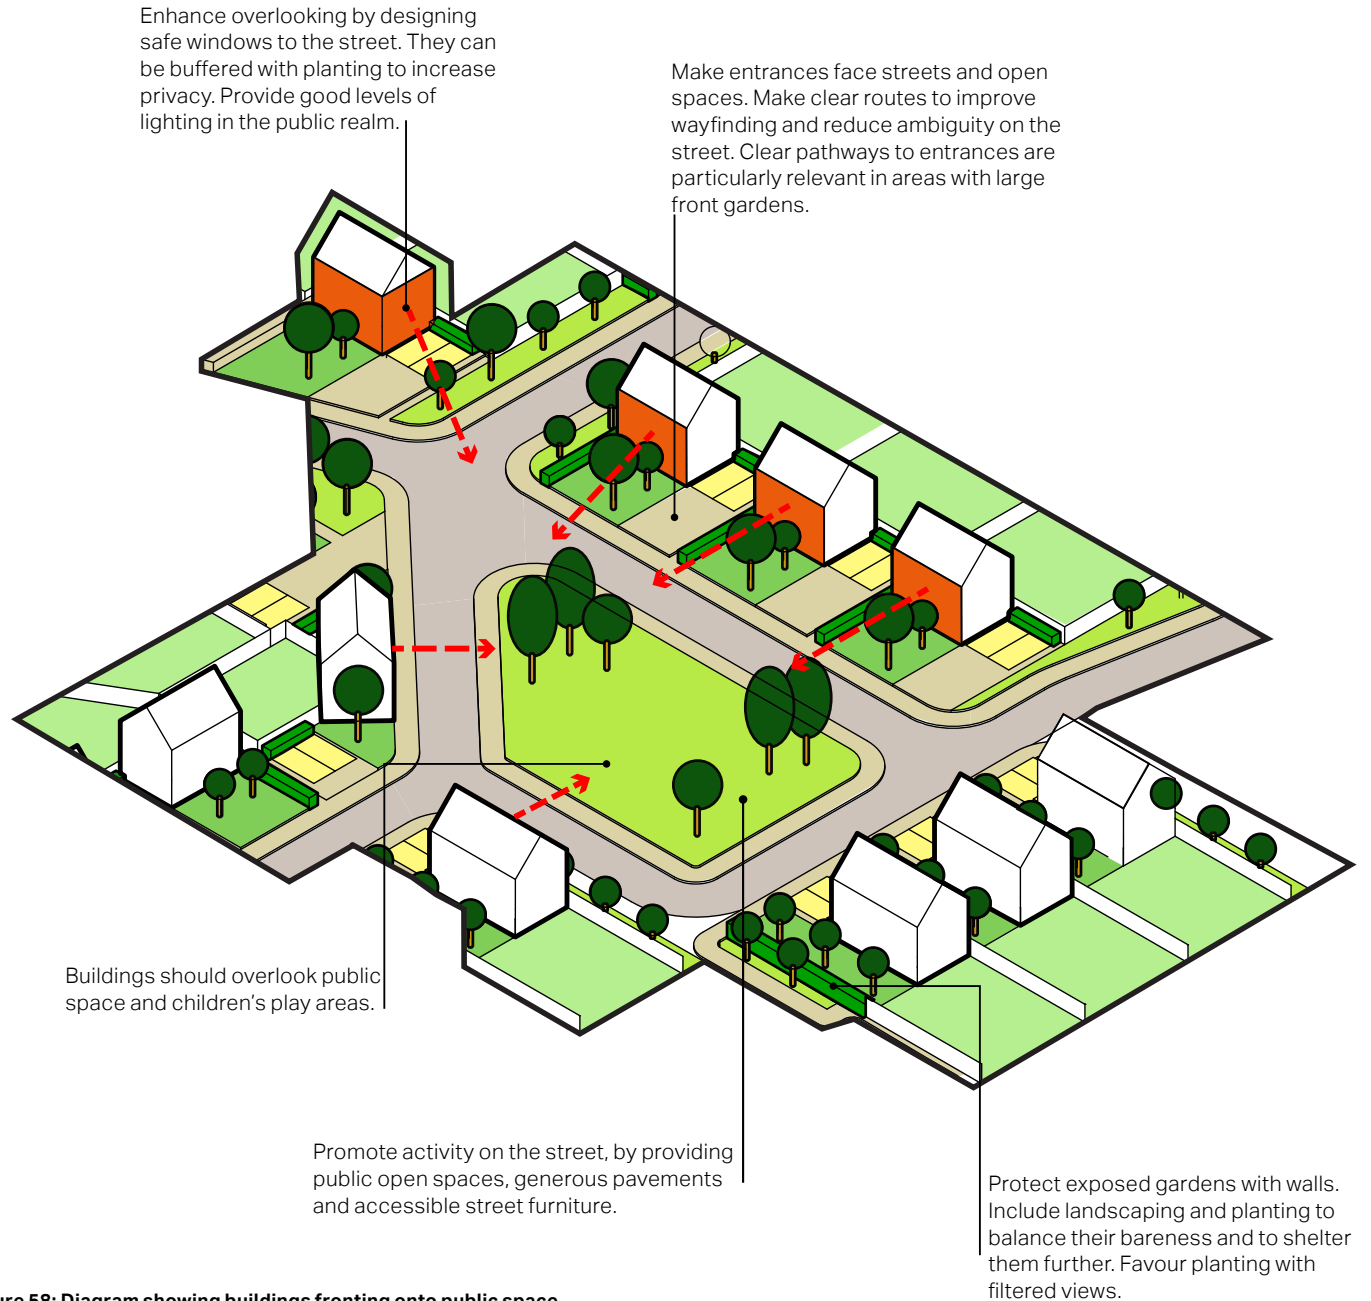 Enhance overlooking by designing
safe windows to the street. They can
be buffered with planting to increase
privacy. Provide good levels of
lighting in the public realm.
Make entrances face streets and open
spaces. Make clear routes to improve
wayfinding and reduce ambiguity on the
street. Clear pathways to entrances are
particularly relevant in areas with large
front gardens.
Buildings should overlook public
space and children’s play areas.
Promote activity on the street, by providing
public open spaces, generous pavements
and accessible street furniture.
Protect exposed gardens with walls.
Include landscaping and planting to
balance their bareness and to shelter
them further. Favour planting with
filtered views.
ure 58: Diagram showing buildings fronting onto public space